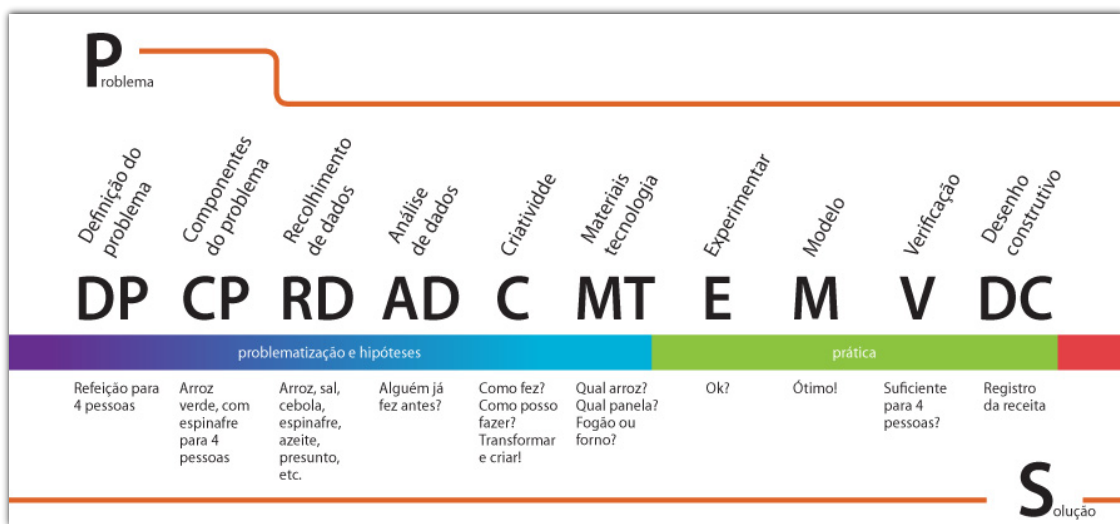 Problema
Definição do
problema
Componentes
do problema
Recolhimento
de dados
Análise
de dados
Criatividde
Materiais
tecnologia
Experimentar
Modelo
Verificação
Desenho
construtivo
DP CP RD AD C MT E M V DC
problematização e hipóteses
prática
Refeição para
4 pessoas
Arroz
verde, com
espinafre
para 4
pessoas
Arroz, sal,
cebola,
espinafre,
azeite,
presunto,
etc.
Alguém já
fez antes?
Como fez?
Como posso
fazer?
Transformar
e criar!
Qual arroz?
Qual panela?
Fogão ou
forno?
Ok?
Ótimo!
Suficiente
para 4
pessoas?
Registro
da receita
Solução